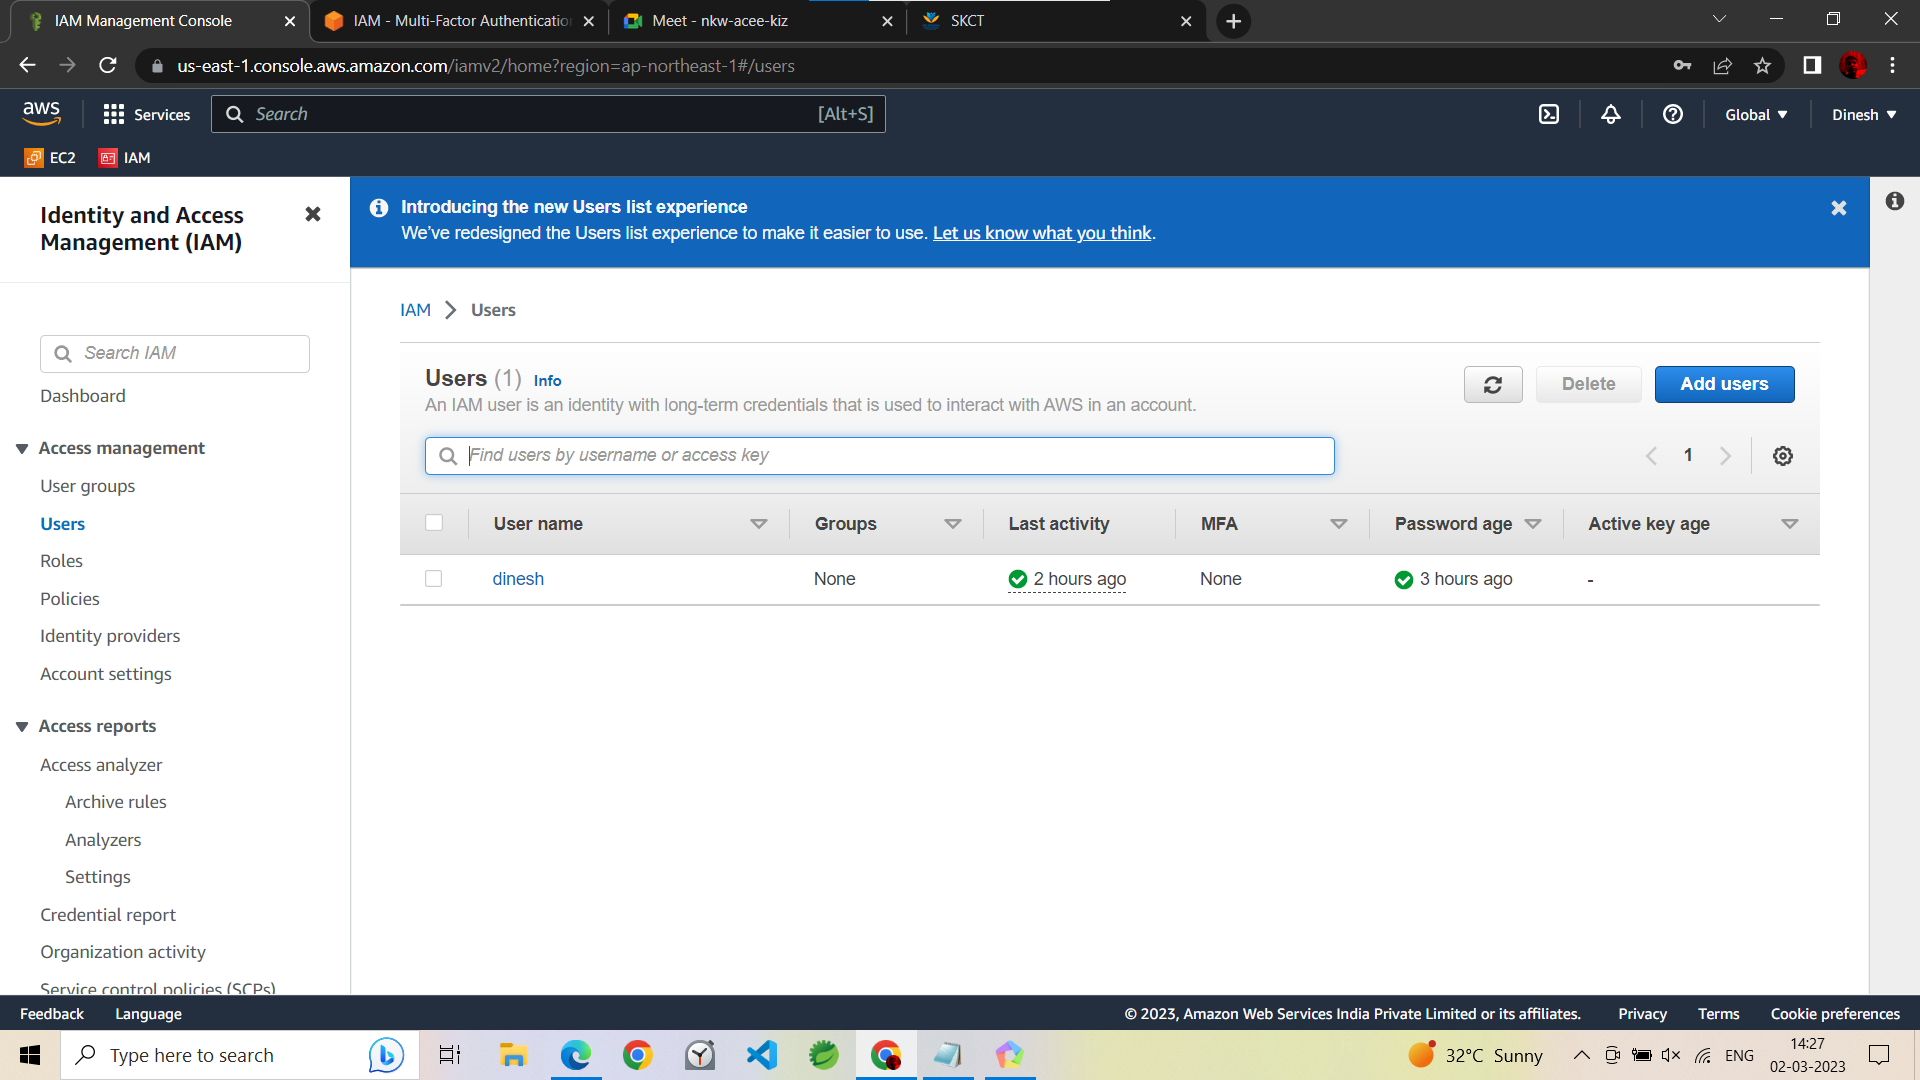 IAM Management Console
IAM - Multi-Factor Authentication
Meet - nkw-acee-kiz
SKCT
us-east-1.console.aws.amazon.com/iamv2/home?region=ap-northeast-1#/users
aws
Services
Search
[Alt+S]
Global
Dinesh
EC2
IAM
Identity and Access
Management (IAM)
Search IAM
Dashboard
Access management
User groups
Users
Roles
Policies
Identity providers
Account settings
Access reports
Access analyzer
Archive rules
Analyzers
Settings
Credential report
Organization activity
Service control policies (SCPs)
Introducing the new Users list experience
We've redesigned the Users list experience to make it easier to use. Let us know what you think.
IAM > Users
Users (1) Info
An IAM user is an identity with long-term credentials that is used to interact with AWS in an account.
Delete
Add users
Find users by username or access key
1
User name Groups Last activity MFA Password age Active key age
dinesh None 2 hours ago None 3 hours ago -
Feedback Language
© 2023, Amazon Web Services India Private Limited or its affiliates. Privacy Terms Cookie preferences
Type here to search
32°C Sunny
ENG
14:27
02-03-2023